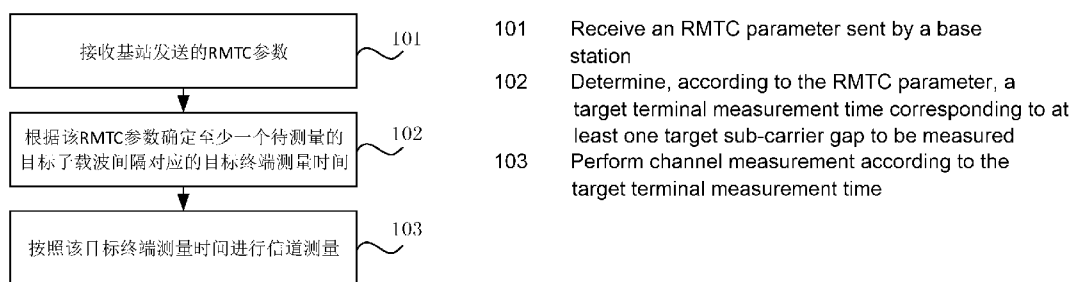 接收基站发送的RMTC参数
101
根据该RMTC参数确定至少一个待测量的
目标子载波间隔对应的目标终端测量时间
102
按照该目标终端测量时间进行信道测量
103
101 Receive an RMTC parameter sent by a base
station
102 Determine, according to the RMTC parameter, a
target terminal measurement time corresponding to at
least one target sub-carrier gap to be measured
103 Perform channel measurement according to the
target terminal measurement time